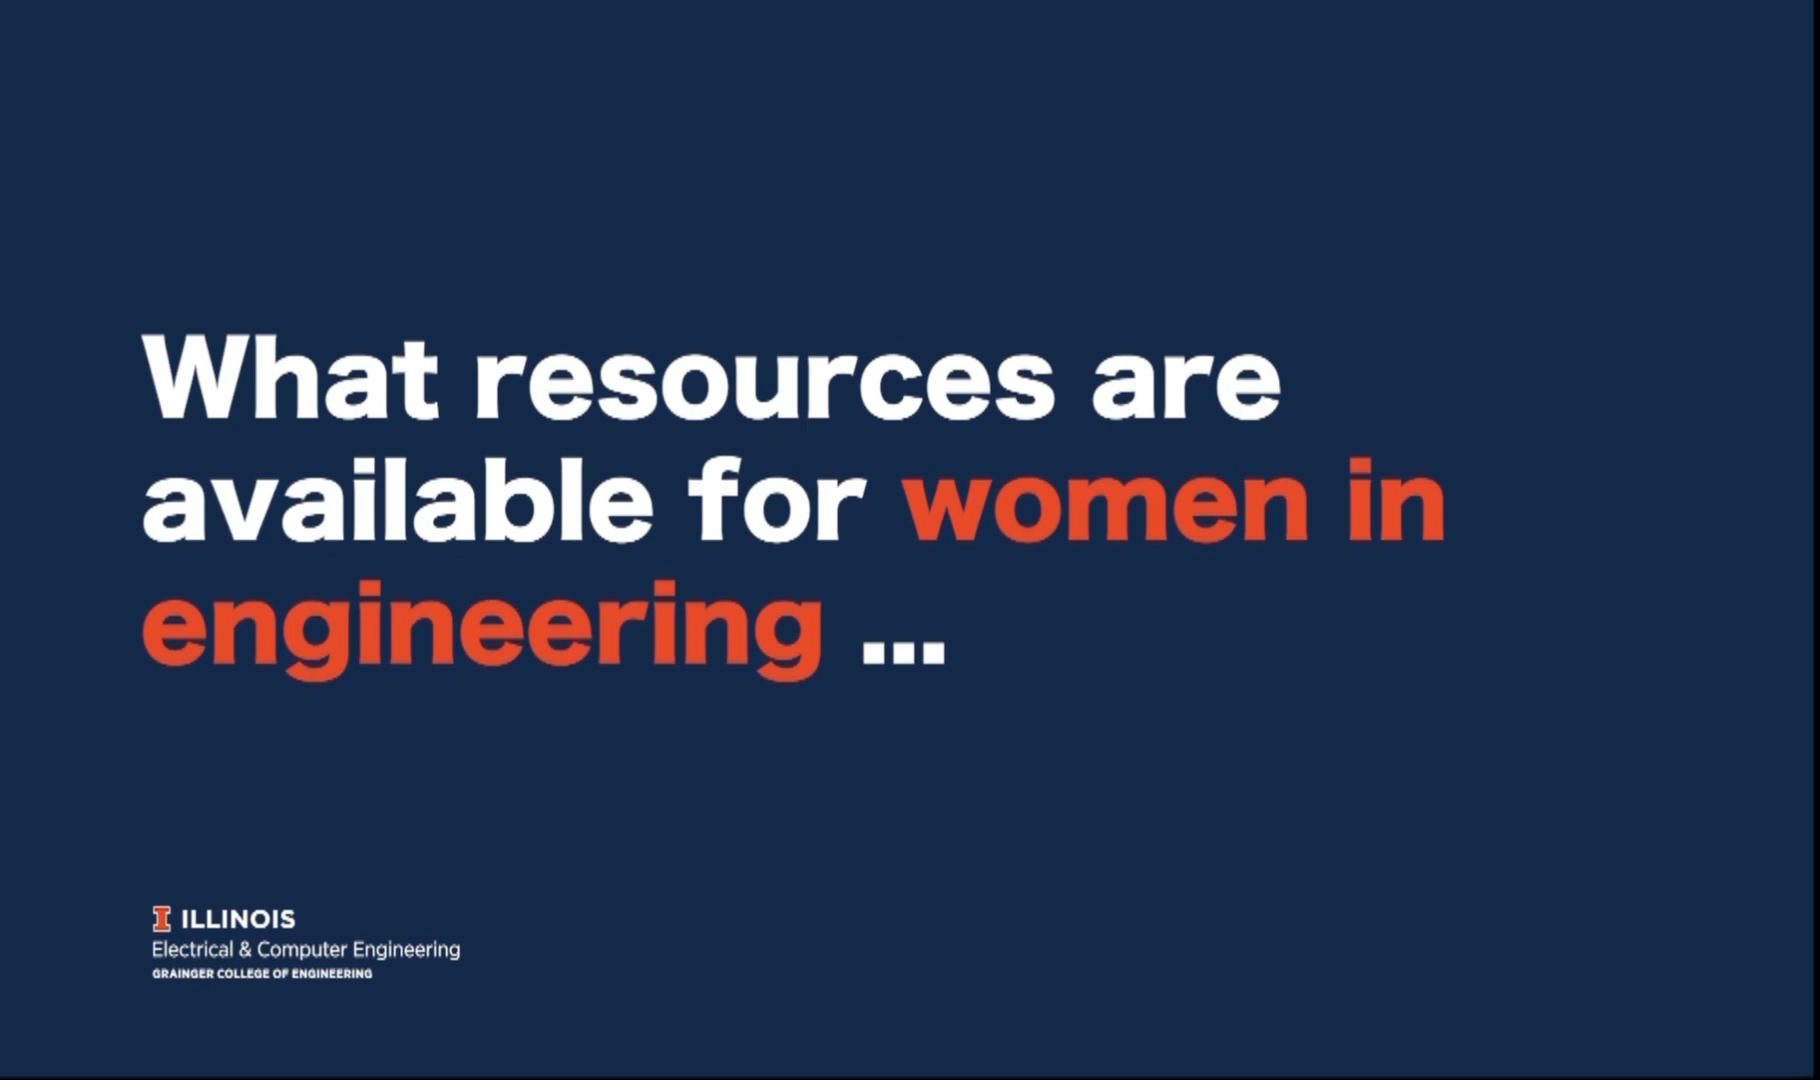 What resources are
available for women in
engineering ...
I ILLINOIS
Electrical & Computer Engineering
GRAINGER COLLEGE OF ENGINEERING